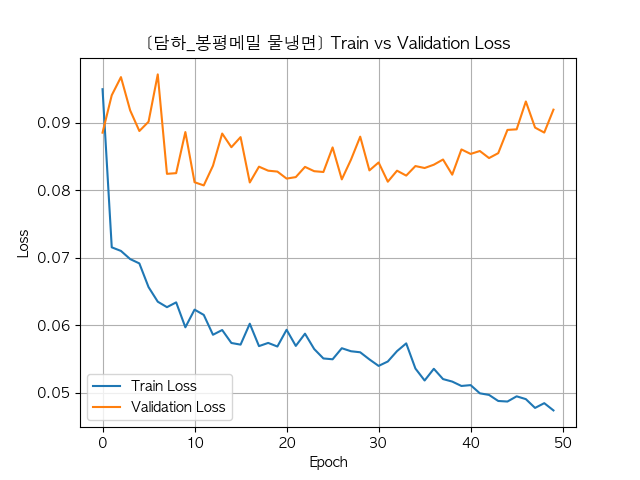 [담하_봉평메밀 물냉면] Train vs Validation Loss
Loss
0.09
0.08
0.07
0.06
0.05
Train Loss
Validation Loss
0 10 20 30 40 50
Epoch